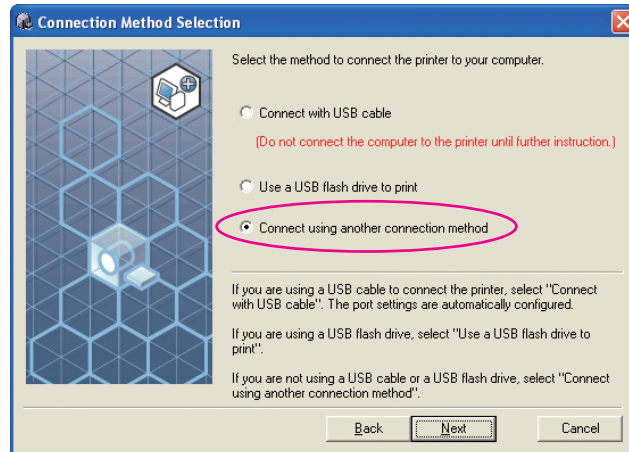 Connection Method Selection
Select the method to connect the printer to your computer.
Connect with USB cable
(Do not connect the computer to the printer until further instruction.)
Use a USB flash drive to print
Connect using another connection method
If you are using a USB cable to connect the printer, select "Connect
with USB cable". The port settings are automatically configured.
If you are using a USB flash drive, select "Use a USB flash drive to
print".
If you are not using a USB cable or a USB flash drive, select "Connect
using another connection method".
Back
Next
Cancel